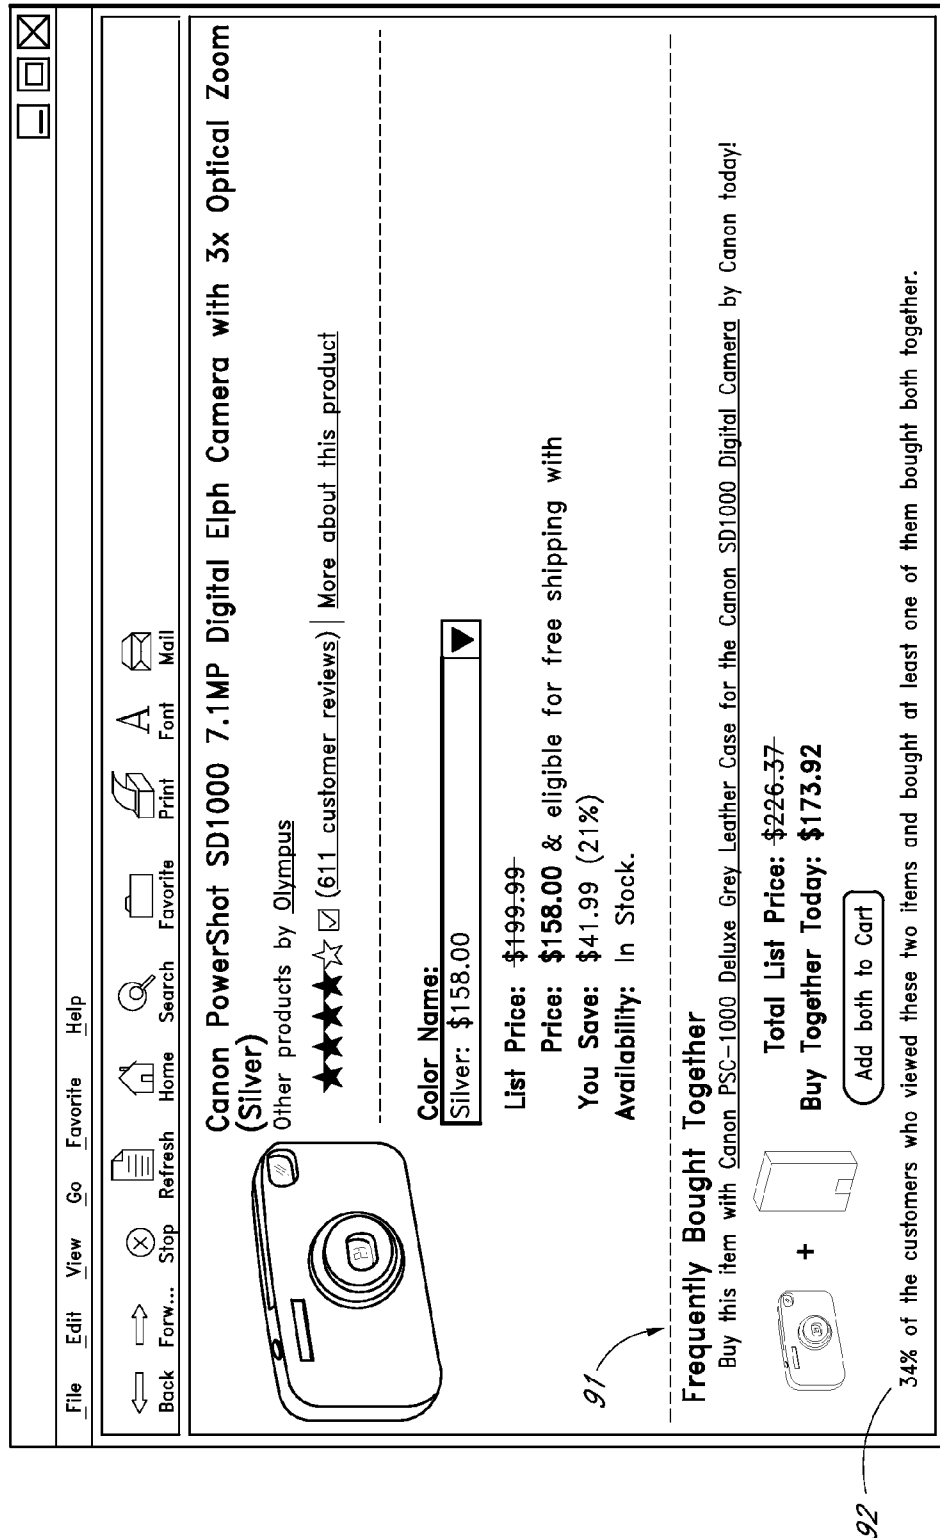 File Edit View Go Favorite Help
Back Forw... Stop Refresh Home Search Favorite Print Font Mail
Canon PowerShot SD1000 7.1MP Digital Elph Camera with 3x Optical Zoom
(Silver)
Other products by Olympus
(611 customer reviews) | More about this product
Color Name:
Silver: $158.00
List Price: $199.99
Price: $158.00 & eligible for free shipping with
You Save: $41.99 (21%)
Availability: In Stock.
91
Frequently Bought Together
Buy this item with Canon PSC-1000 Deluxe Grey Leather Case for the Canon SD1000 Digital Camera by Canon today!
+
Total List Price: $226.37
Buy Together Today: $173.92
Add both to Cart
34% of the customers who viewed these two items and bought at least one of them bought both together.
92